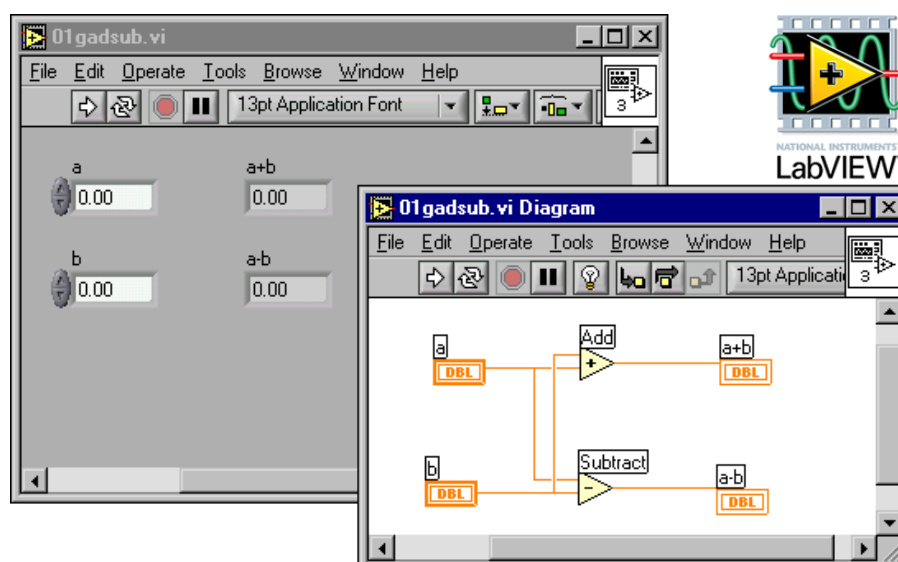 01gadsub.vi
File Edit Operate Tools Browse Window Help
13pt Application Font
3
a
0.00
a+b
0.00
b
0.00
a-b
0.00
NATIONAL INSTRUMENTS
LabVIEW
01gadsub.vi Diagram
File Edit Operate Tools Browse Window Help
13pt Applicati
3
a
DBL
Add
+
a+b
DBL
b
DBL
Subtract
-
a-b
DBL